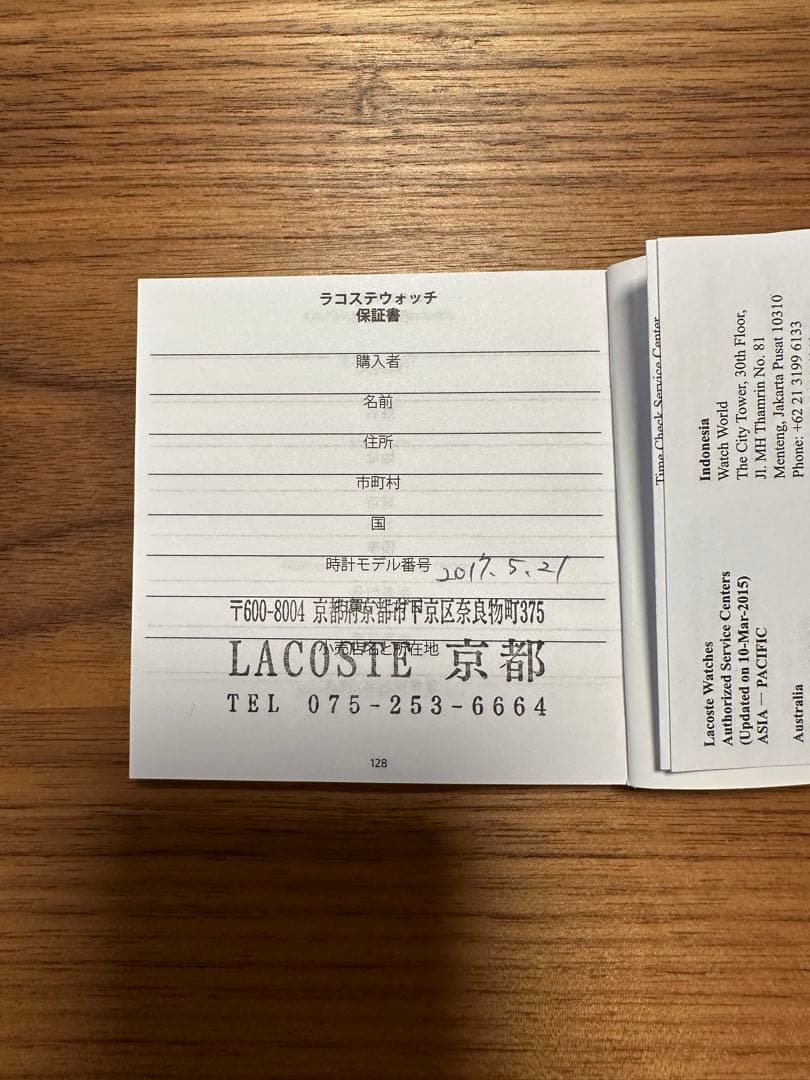 ラコステウォッチ
保証書
購入者
名前
住所
市町村
国
時計モデル番号
2017.5.21
〒600-8004 京都府京都市下京区奈良物町375
小売店名と所在地
LACOSTE 京都
TEL 075-253-6664
128
Time Check Service Center
Lacoste Watches
Authorized Service Centers
(Updated on 10-Mar-2015)
ASIA — PACIFIC
Australia
Indonesia
Watch World
The City Tower, 30th Floor,
Jl. MH Thamrin No. 81
Menteng, Jakarta Pusat 10310
Phone: +62 21 3199 6133